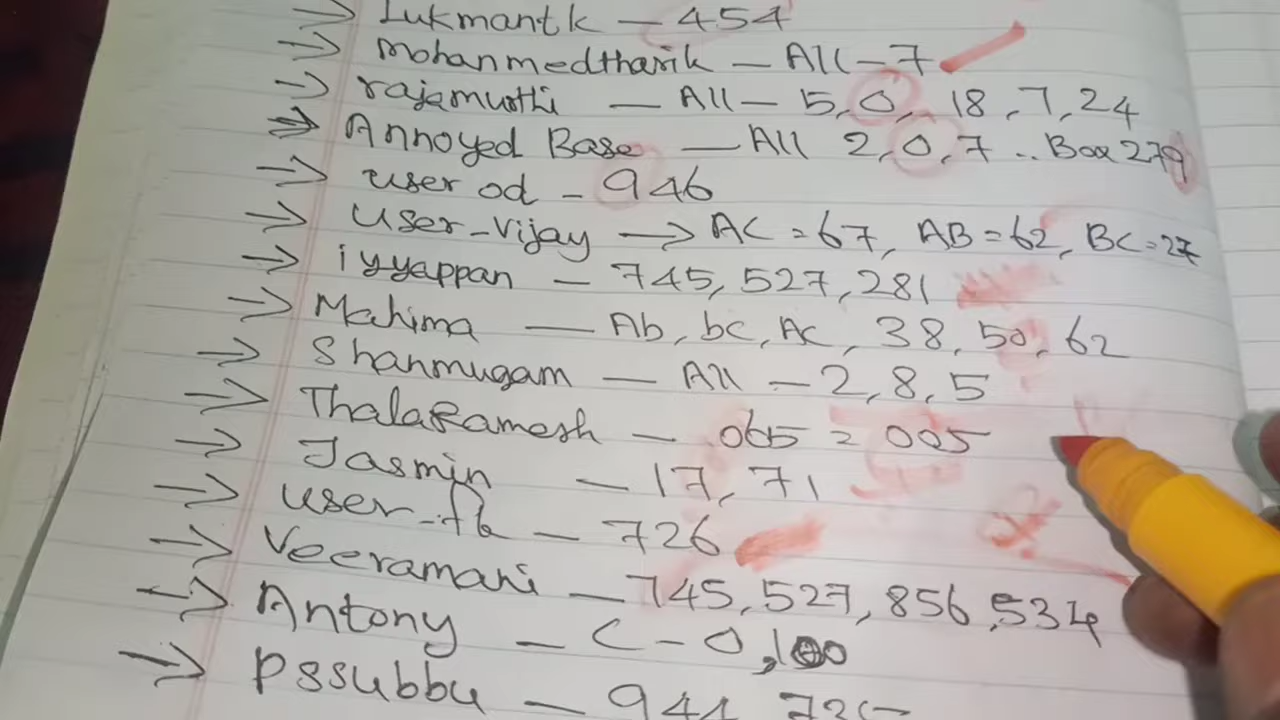 ⇒ Lukmantk — 454
⇒ Mohanmedtharik — All - 7
⇒ rajamurthi — All — 15, 0, 18, 7, 24
⇒ Annoyed Base — All 2, 0, 7 .. Box 279
⇒ user od - 946
⇒ User-Vijay → AC = 67, AB = 62, BC = 27
⇒ iyyappan — 745, 527, 281
⇒ Mahima — Ab, bc, Ac, 38, 50, 62
⇒ Shanmugam — All — 2, 8, 5
⇒ ThalaRamesh — 065 = 005
⇒ Jasmin — 17, 71
⇒ user - — 726
⇒ Veeramani — 745, 527, 856, 534
⇒ Antony — C - 0, 100
⇒ Pssubbu — 941